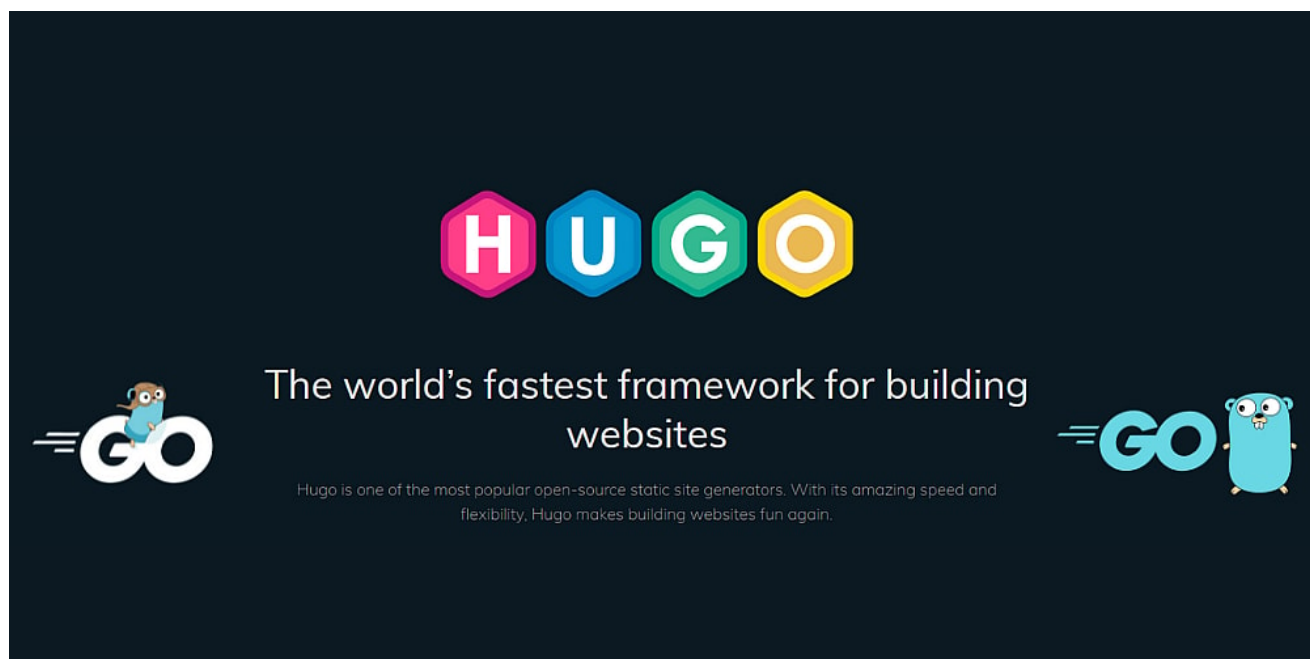 HUGO
The world’s fastest framework for building
websites
GO
GO
Hugo is one of the most popular open-source static site generators. With its amazing speed and
flexibility, Hugo makes building websites fun again.